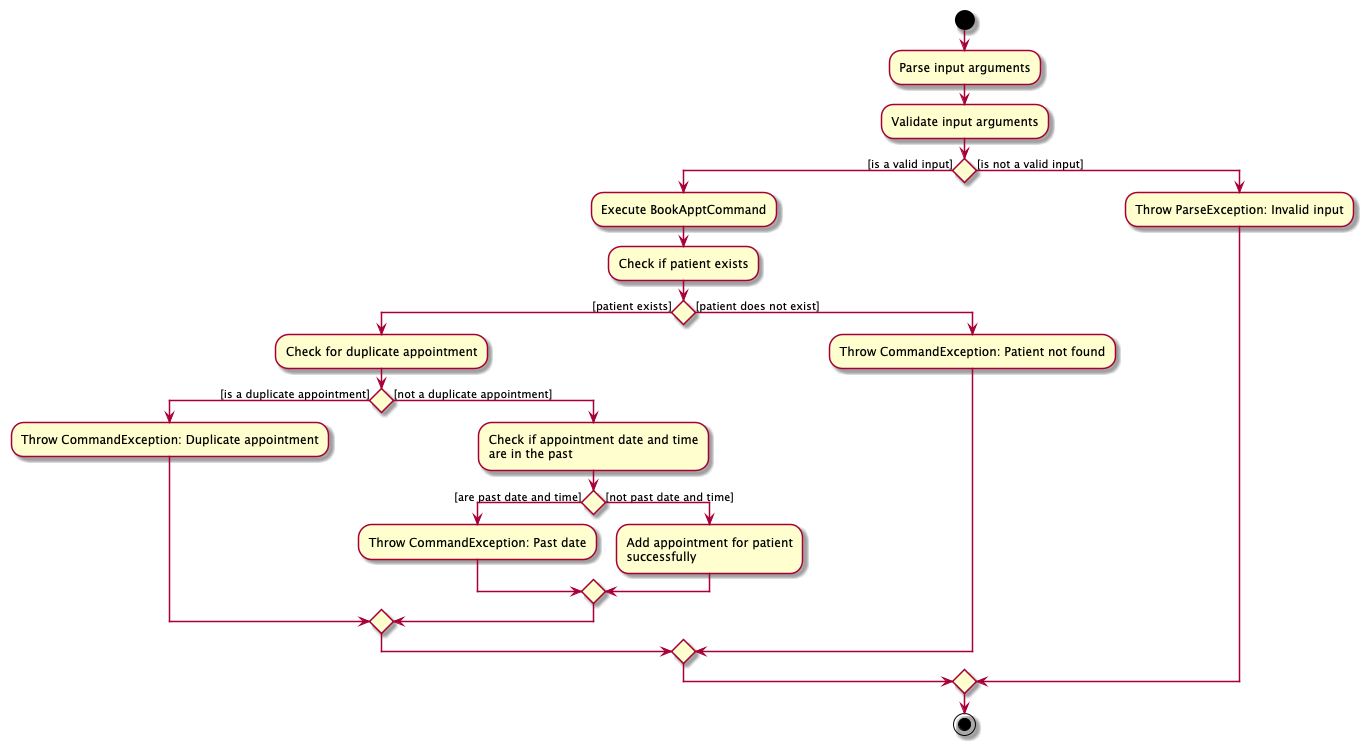 Parse input arguments
Validate input arguments
[is a valid input]
[is not a valid input]
Execute BookApptCommand
Throw ParseException: Invalid input
Check if patient exists
[patient exists]
[patient does not exist]
Check for duplicate appointment
Throw CommandException: Patient not found
[is a duplicate appointment]
[not a duplicate appointment]
Throw CommandException: Duplicate appointment
Check if appointment date and time
are in the past
[are past date and time]
[not past date and time]
Throw CommandException: Past date
Add appointment for patient
successfully